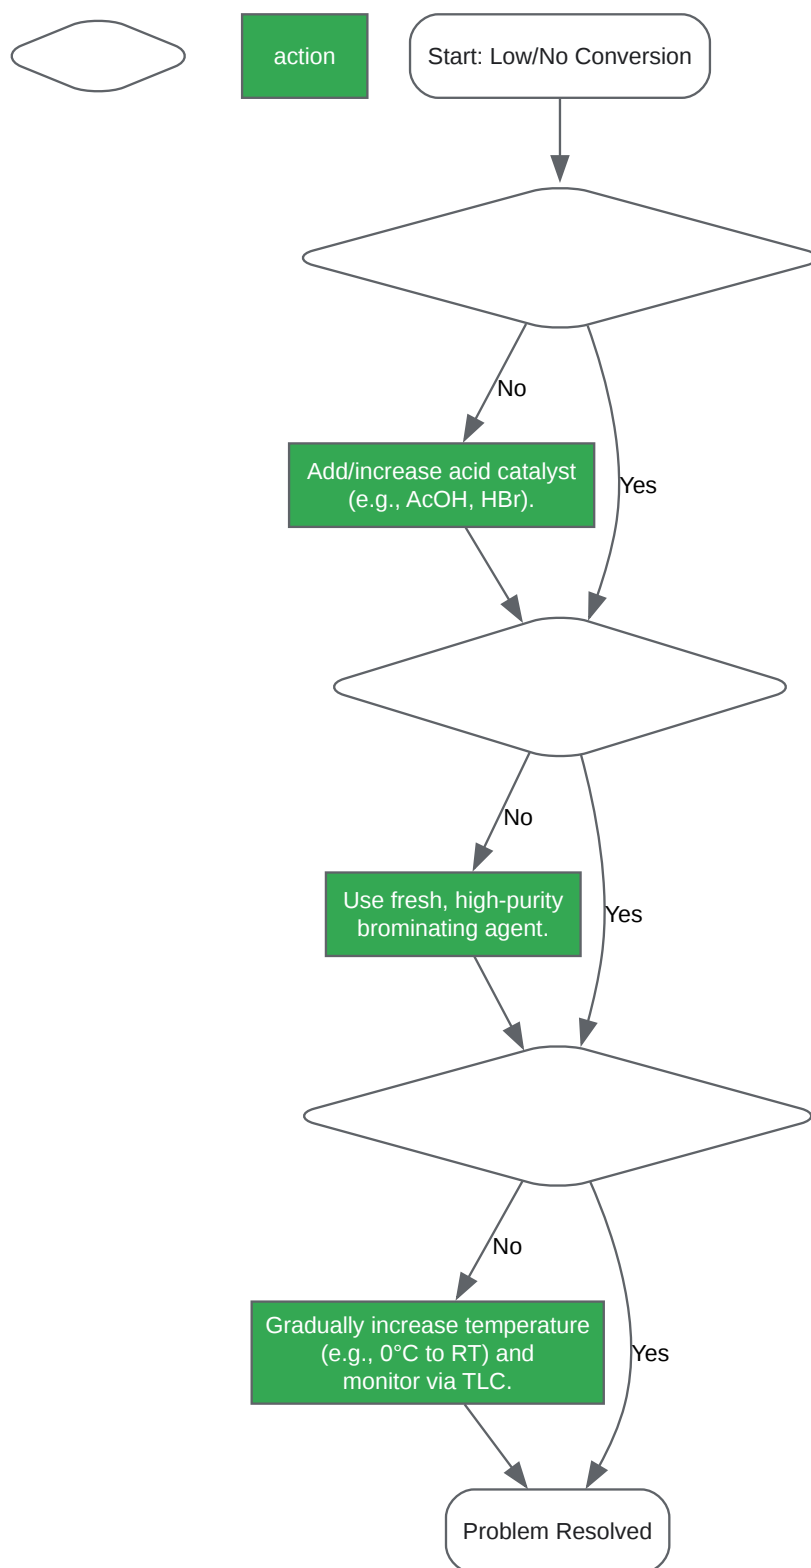 action
Start: Low/No Conversion
No
Add/increase acid catalyst
(e.g., AcOH, HBr).
Yes
No
Use fresh, high-purity
brominating agent.
Yes
No
Gradually increase temperature
(e.g., 0°C to RT) and
monitor via TLC.
Yes
Problem Resolved